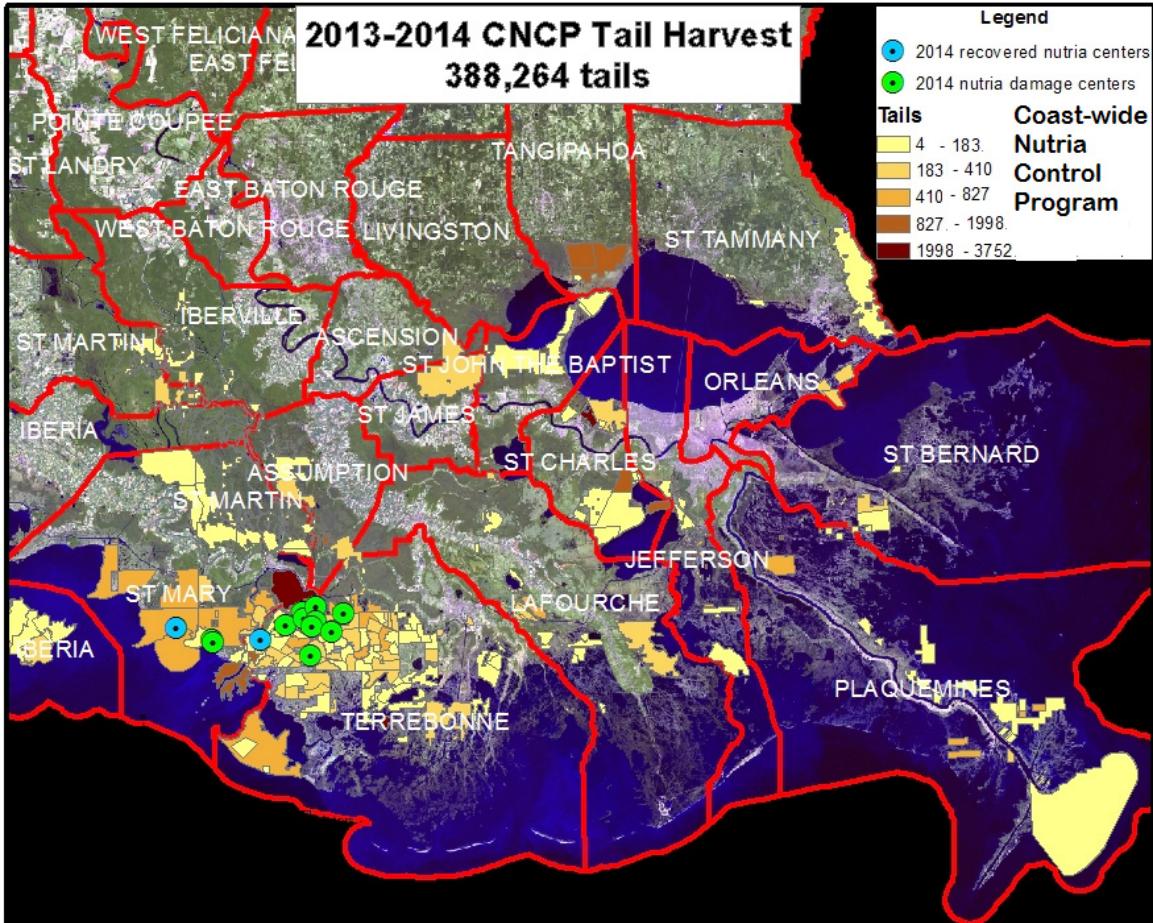 2013-2014 CNCP Tail Harvest
388,264 tails
Legend
2014 recovered nutria centers
2014 nutria damage centers
Tails
4 - 183.
183 - 410
410 - 827
827. - 1998.
1998 - 3752.
Coast-wide
Nutria
Control
Program
WEST FELICIANA
EAST FEL
POINTE COUPEE
ST LANDRY
EAST BATON ROUGE
WEST BATON ROUGE
LIVINGSTON
TANGIPAHOA
ST TAMMANY
IBERVILLE
ST MARTIN
ASCENSION
ST JOHN THE BAPTIST
ORLEANS
IBERIA
ST JAMES
ST CHARLES
ST BERNARD
ASSUMPTION
ST MARTIN
JEFFERSON
ST MARY
LAFOURCHE
BERIA
PLAQUEMINES
TERREBONNE